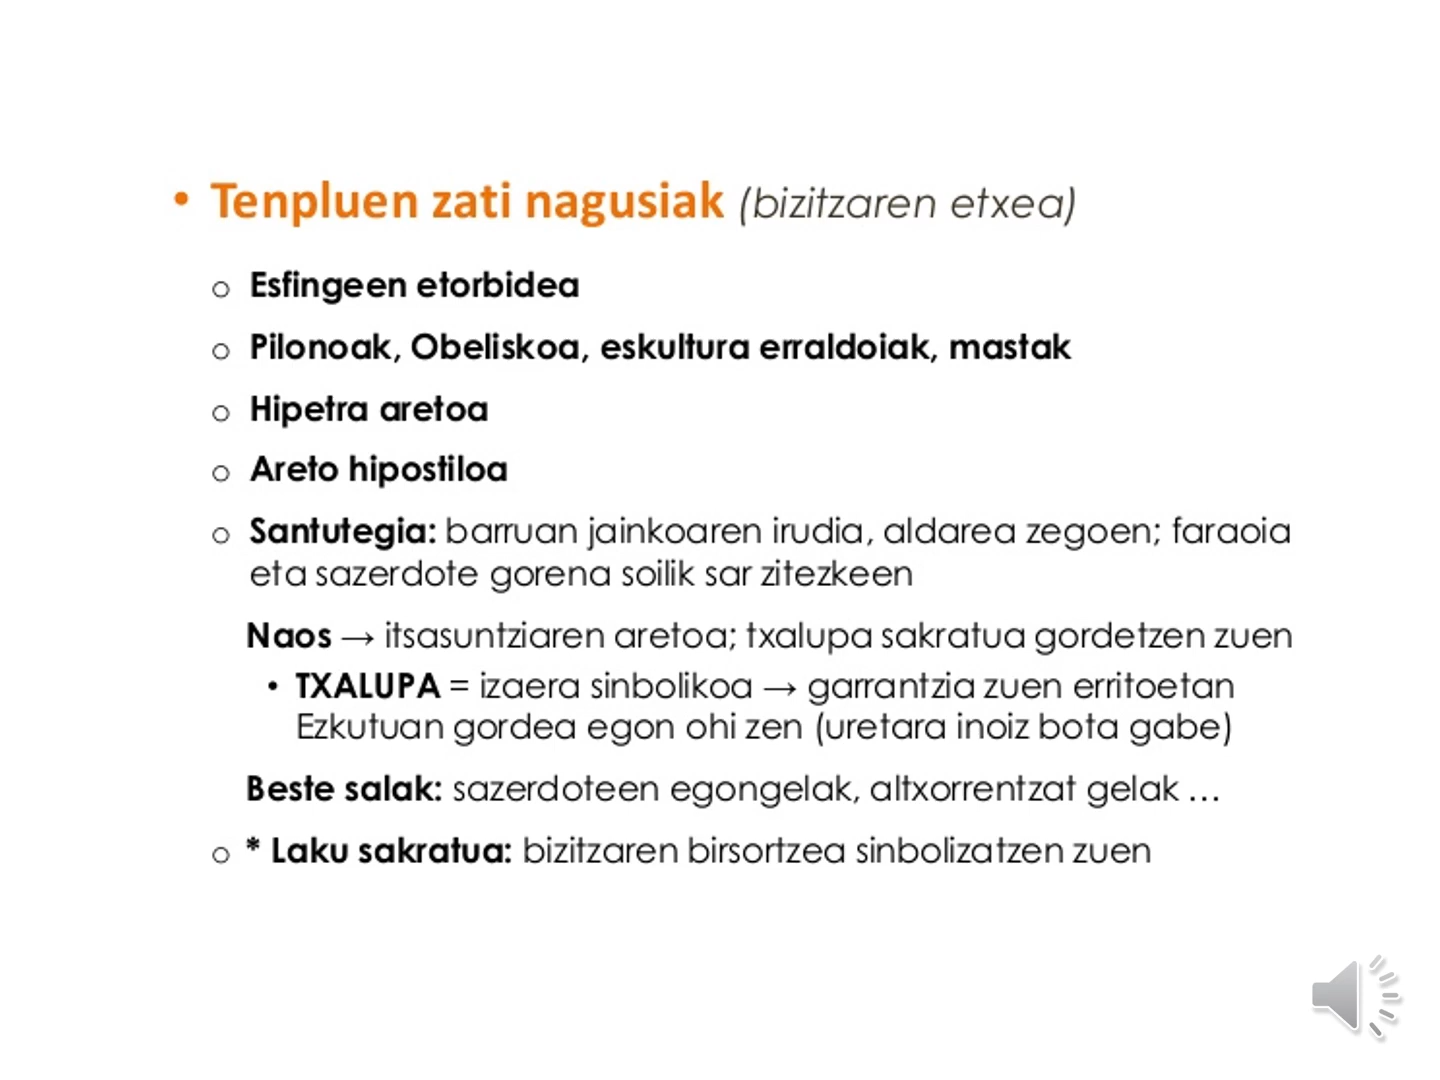 • Tenpluen zati nagusiak (bizitzaren etxea)
o Esfingeen etorbidea
o Pilonoak, Obeliskoa, eskultura erraldoiak, mastak
o Hipetra aretoa
o Areto hipostiloa
o Santutegia: barruan jainkoaren irudia, aldarea zegoen; faraoia
eta sazerdote gorena soilik sar zitezkeen
Naos → itsasuntziaren aretoa; txalupa sakratua gordetzen zuen
• TXALUPA = izaera sinbolikoa → garrantzia zuen erritoetan
Ezkutuan gordea egon ohi zen (uretara inoiz bota gabe)
Beste salak: sazerdoteen egongelak, altxorrentzat gelak ...
o * Laku sakratua: bizitzaren birsortzea sinbolizatzen zuen